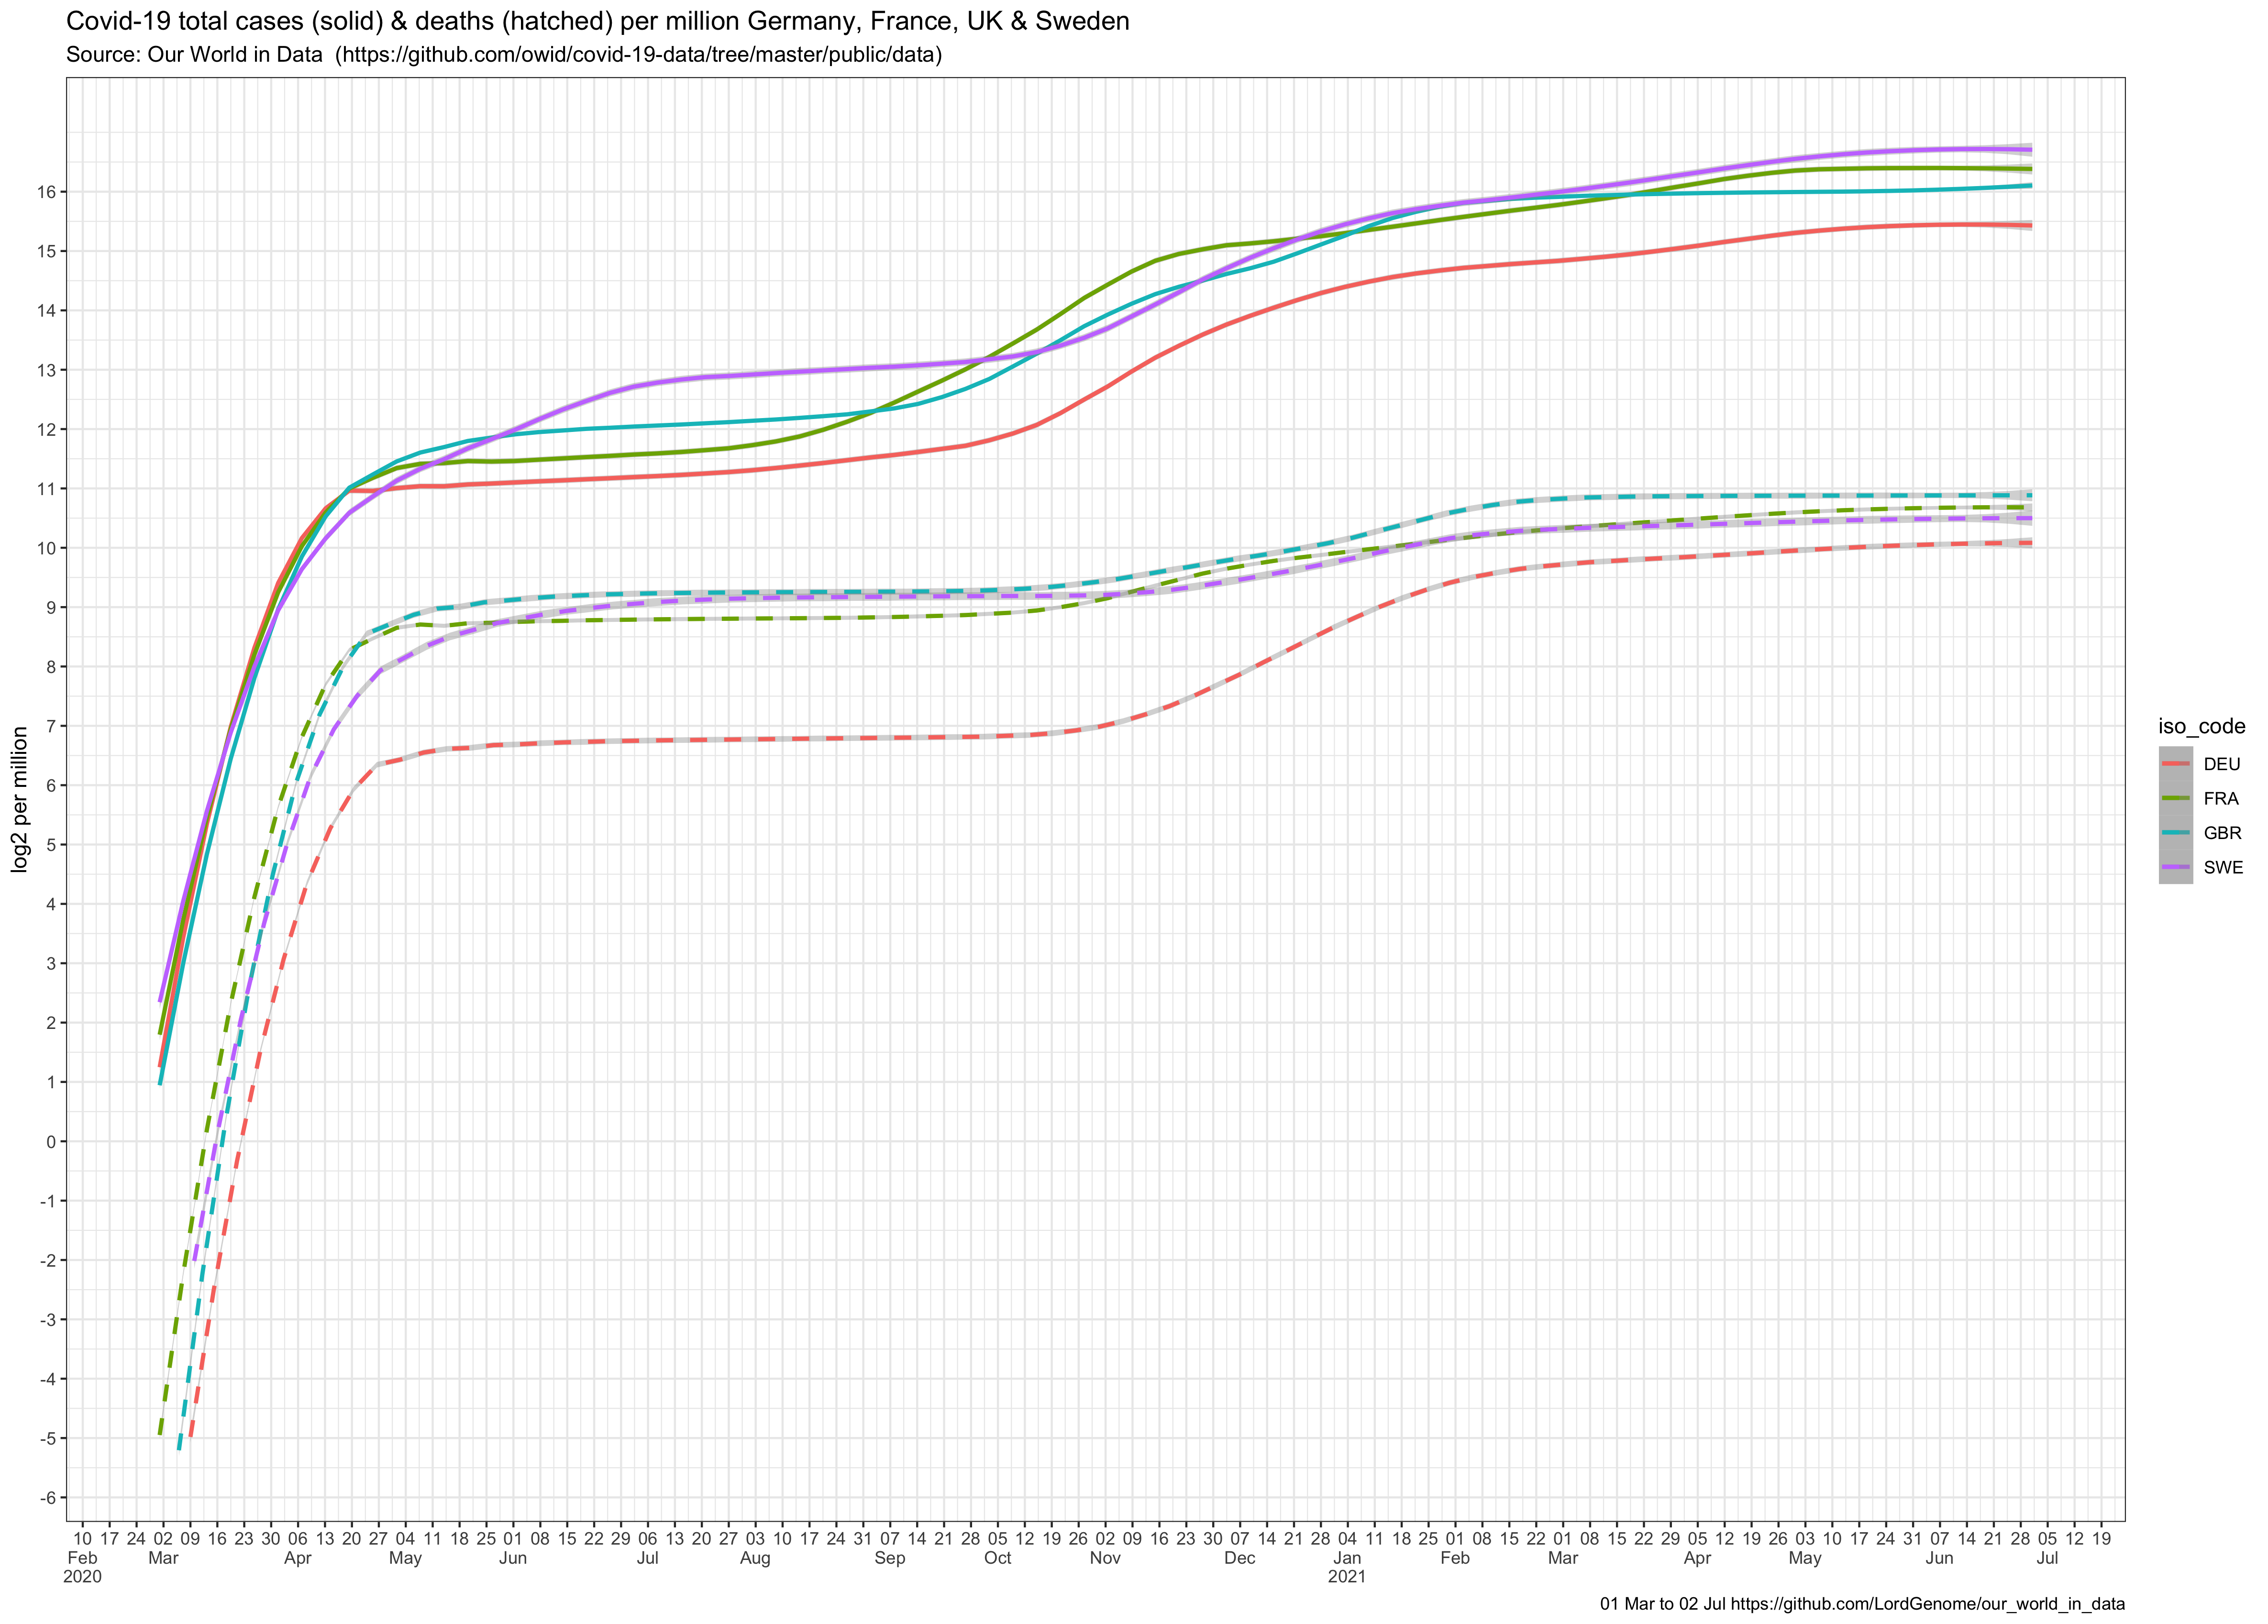 Covid-19 total cases (solid) & deaths (hatched) per million Germany, France, UK & Sweden
Source: Our World in Data  (https://github.com/owid/covid-19-data/tree/master/public/data)
log2 per million
16
15
14
13
12
11
10
9
8
7
6
5
4
3
2
1
0
-1
-2
-3
-4
-5
-6
10 17 24 02 09 16 23 30 06 13 20 27 04 11 18 25 01 08 15 22 29 06 13 20 27 03 10 17 24 31 07 14 21 28 05 12 19 26 02 09 16 23 30 07 14 21 28 04 11 18 25 01 08 15 22 01 08 15 22 29 05 12 19 26 03 10 17 24 31 07 14 21 28 05 12 19
Feb Mar Apr May Jun Jul Aug Sep Oct Nov Dec Jan Feb Mar Apr May Jun Jul
2020 2021
iso_code
DEU
FRA
GBR
SWE
01 Mar to 02 Jul https://github.com/LordGenome/our_world_in_data